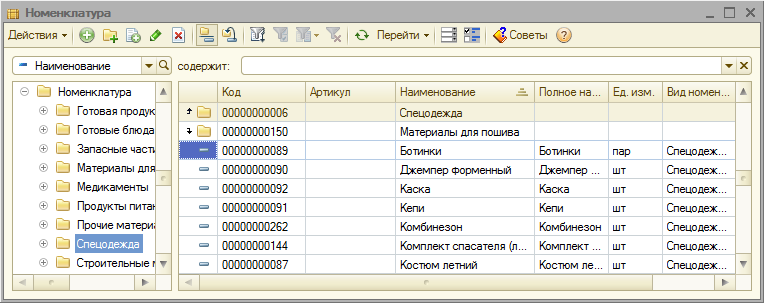 Номенклатура
Действия Перейти Советы
Наименование содержит:
Номенклатура
Готовая продук
Готовые блюда
Запасные части
Материалы для
Медикаменты
Продукты питан
Прочие матери
Спецодежда
Строительные м
Код Артикул Наименование Полное на... Ед. изм. Вид номен...
00000000006 Спецодежда
00000000150 Материалы для пошива
00000000089 Ботинки Ботинки пар Спецодеж...
00000000090 Джемпер форменный Джемпер ... шт Спецодеж...
00000000092 Каска Каска шт Спецодеж...
00000000091 Кепи Кепи шт Спецодеж...
00000000262 Комбинезон Комбинезон шт Спецодеж...
00000000144 Комплект спасателя (л... Комплект ... шт Спецодеж...
00000000087 Костюм летний Костюм ле... шт Спецодеж...